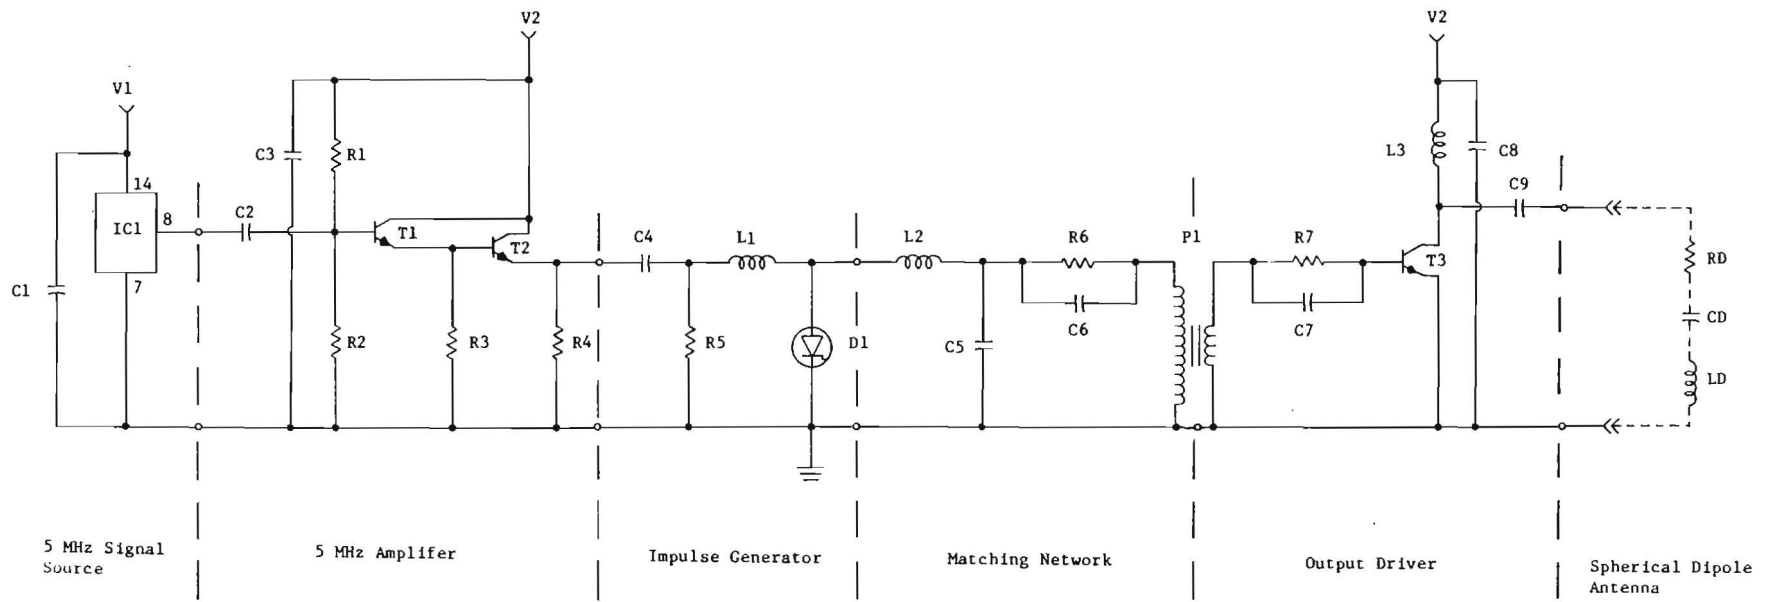 V1
V2
V2
14
IC1
8
7
C1
C2
C3
R1
R2
T1
T2
R3
R4
C4
L1
R5
D1
L2
C5
R6
C6
P1
R7
C7
T3
L3
C8
C9
RD
CD
LD
5 MHz Signal
Source
5 MHz Amplifer
Impulse Generator
Matching Network
Output Driver
Spherical Dipole
Antenna